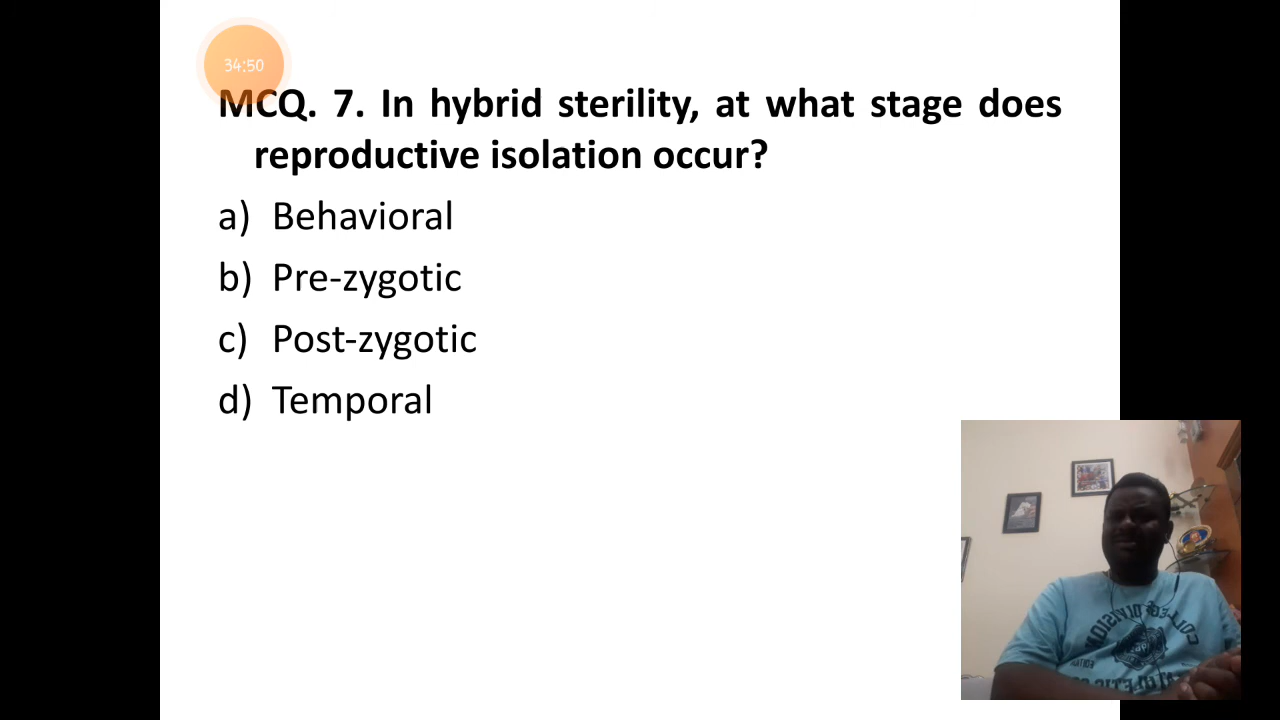 34:50
MCQ. 7. In hybrid sterility, at what stage does
reproductive isolation occur?
a) Behavioral
b) Pre-zygotic
c) Post-zygotic
d) Temporal